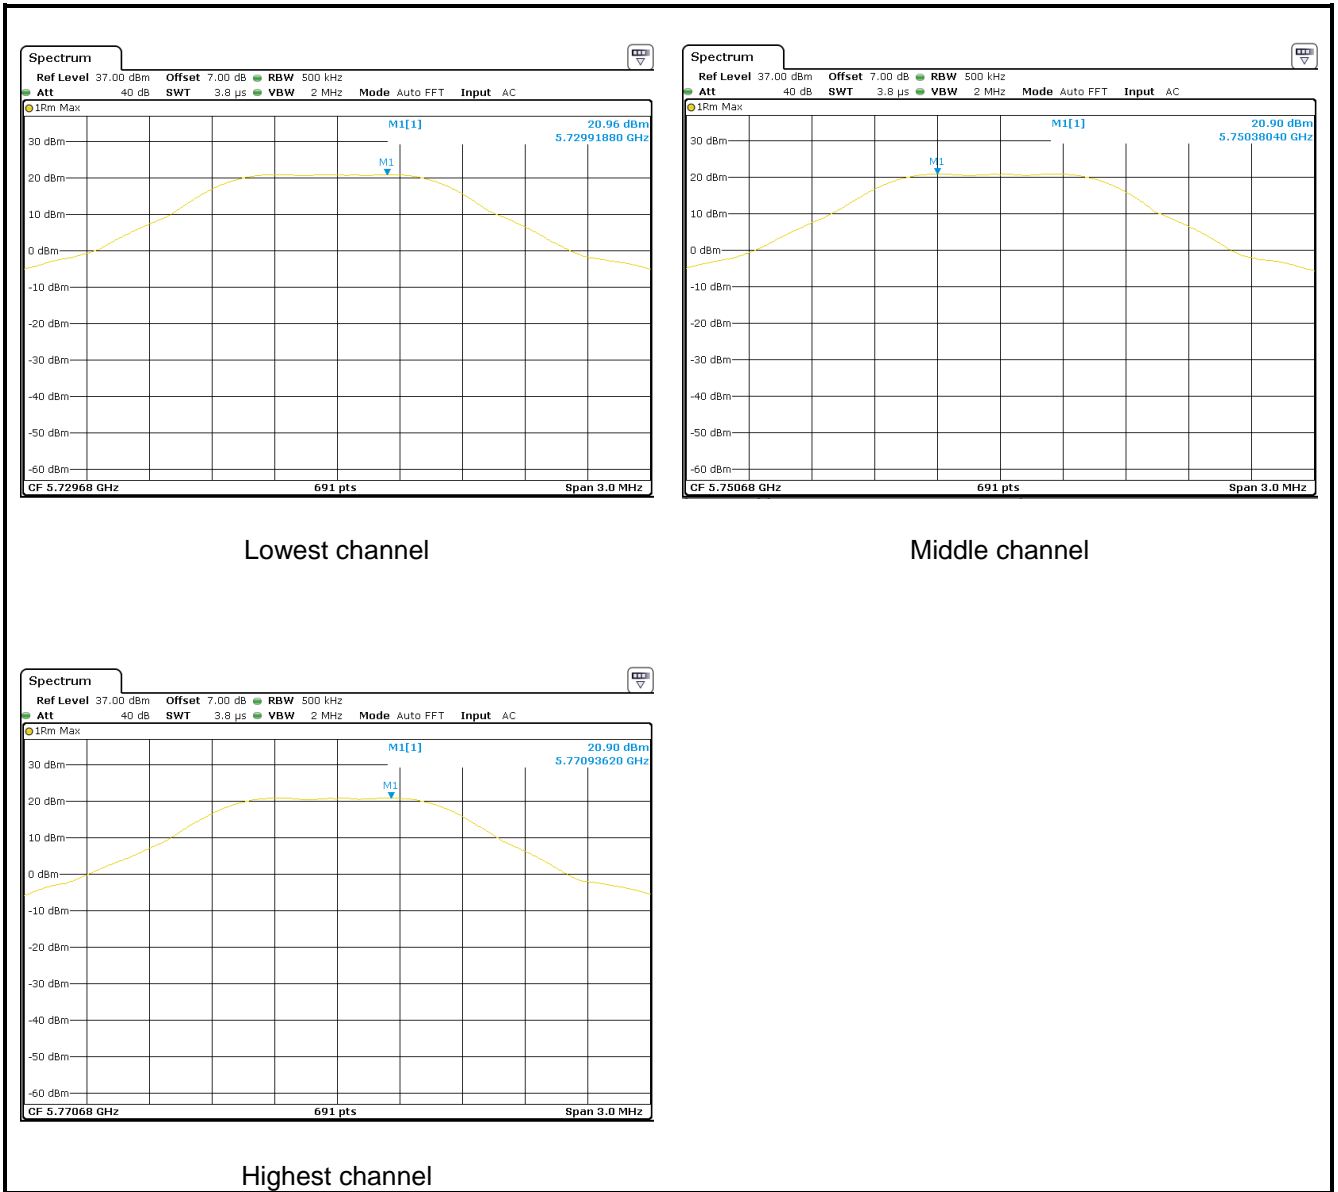 Spectrum
Ref Level 37.00 dBm Offset 7.00 dB RBW 500 kHz
Att 40 dB SWT 3.8 µs VBW 2 MHz Mode Auto FFT Input AC
1Rm Max
M1[1] 20.96 dBm
5.72991880 GHz
30 dBm
M1
20 dBm
10 dBm
0 dBm
-10 dBm
-20 dBm
-30 dBm
-40 dBm
-50 dBm
-60 dBm
CF 5.72968 GHz 691 pts Span 3.0 MHz
Lowest channel
Spectrum
Ref Level 37.00 dBm Offset 7.00 dB RBW 500 kHz
Att 40 dB SWT 3.8 µs VBW 2 MHz Mode Auto FFT Input AC
1Rm Max
M1[1] 20.90 dBm
5.75038040 GHz
30 dBm
M1
20 dBm
10 dBm
0 dBm
-10 dBm
-20 dBm
-30 dBm
-40 dBm
-50 dBm
-60 dBm
CF 5.75068 GHz 691 pts Span 3.0 MHz
Middle channel
Spectrum
Ref Level 37.00 dBm Offset 7.00 dB RBW 500 kHz
Att 40 dB SWT 3.8 µs VBW 2 MHz Mode Auto FFT Input AC
1Rm Max
M1[1] 20.90 dBm
5.77093620 GHz
30 dBm
M1
20 dBm
10 dBm
0 dBm
-10 dBm
-20 dBm
-30 dBm
-40 dBm
-50 dBm
-60 dBm
CF 5.77068 GHz 691 pts Span 3.0 MHz
Highest channel